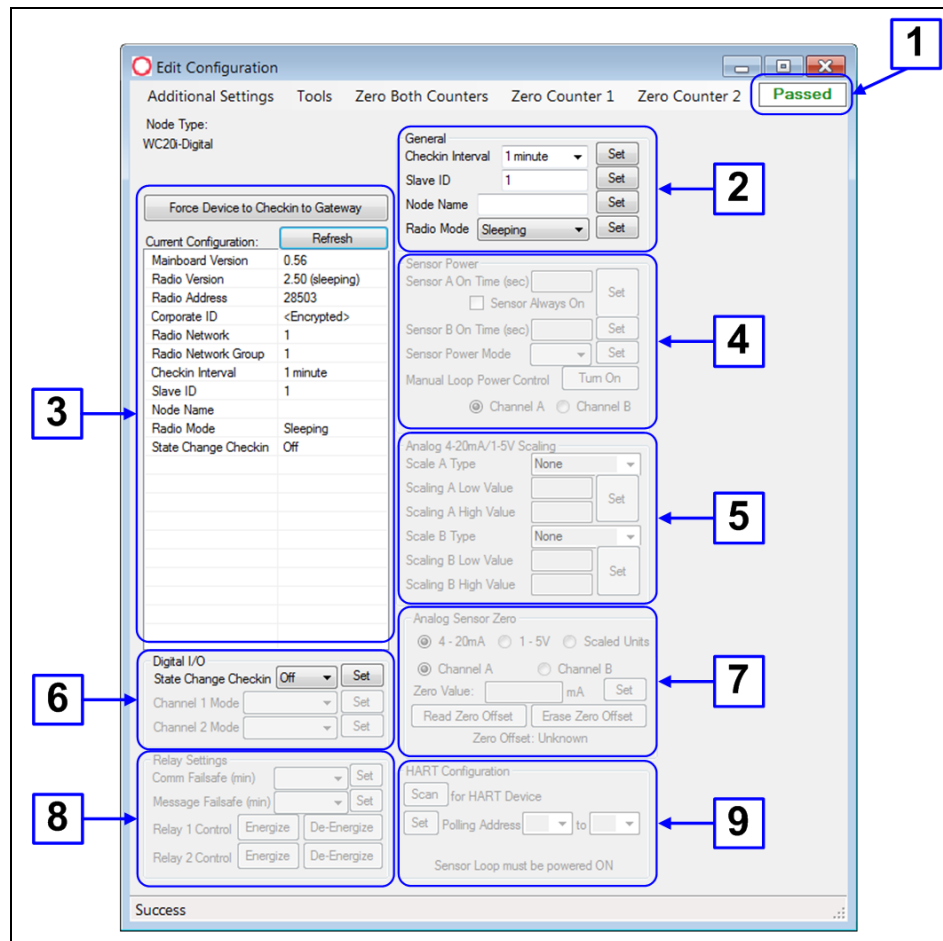 1
Edit Configuration
Additional Settings Tools Zero Both Counters Zero Counter 1 Zero Counter 2 Passed
Node Type:
WC20i-Digital
General
Checkin Interval 1 minute Set
Slave ID 1 Set
Node Name Set
Radio Mode Sleeping Set
2
Force Device to Checkin to Gateway
Current Configuration: Refresh
Mainboard Version 0.56
Radio Version 2.50 (sleeping)
Radio Address 28503
Corporate ID <Encrypted>
Radio Network 1
Radio Network Group 1
Checkin Interval 1 minute
Slave ID 1
Node Name
Radio Mode Sleeping
State Change Checkin Off
3
Sensor Power
Sensor A On Time (sec) Set
Sensor Always On
Sensor B On Time (sec) Set
Sensor Power Mode Set
Manual Loop Power Control Turn On
Channel A Channel B
4
Analog 4-20mA/1-5V Scaling
Scale A Type None
Scaling A Low Value Set
Scaling A High Value
Scale B Type None
Scaling B Low Value Set
Scaling B High Value
5
Digital I/O
State Change Checkin Off Set
Channel 1 Mode Set
Channel 2 Mode Set
6
Analog Sensor Zero
4 - 20mA 1 - 5V Scaled Units
Channel A Channel B
Zero Value: mA Set
Read Zero Offset Erase Zero Offset
Zero Offset: Unknown
7
Relay Settings
Comm Failsafe (min) Set
Message Failsafe (min) Set
Relay 1 Control Energize De-Energize
Relay 2 Control Energize De-Energize
8
HART Configuration
Scan for HART Device
Set Polling Address to
Sensor Loop must be powered ON
9
Success